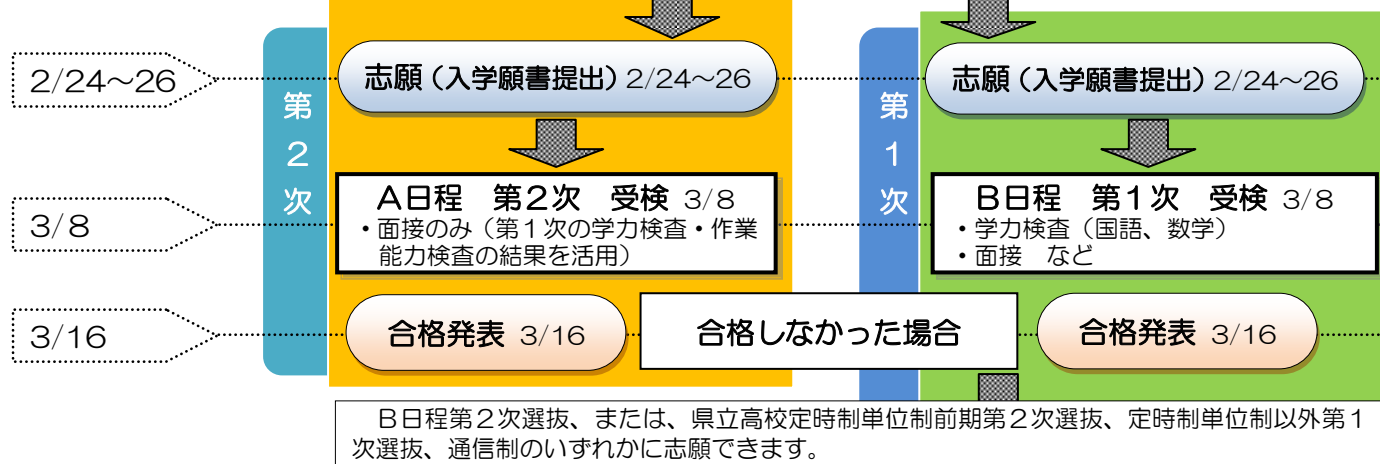 2/24～26
3/8
3/16
第2次
志願（入学願書提出）2/24～26
A日程　第2次　受検 3/8
・面接のみ（第1次の学力検査・作業
能力検査の結果を活用）
合格発表 3/16
合格しなかった場合
第1次
志願（入学願書提出）2/24～26
B日程　第1次　受検 3/8
・学力検査（国語、数学）
・面接　など
合格発表 3/16
B日程第2次選抜、または、県立高校定時制単位制前期第2次選抜、定時制単位制以外第1
次選抜、通信制のいずれかに志願できます。